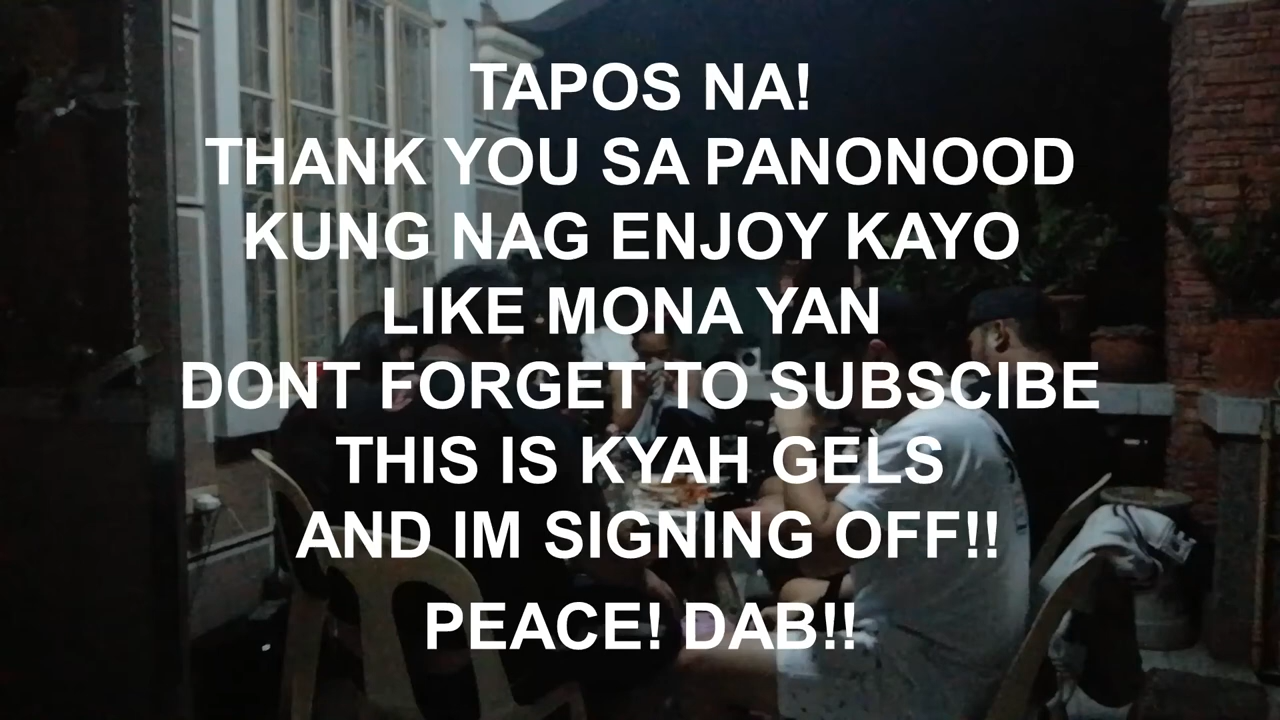 TAPOS NA!
THANK YOU SA PANONOOD
KUNG NAG ENJOY KAYO
LIKE MONA YAN
DONT FORGET TO SUBSCIBE
THIS IS KYAH GELS
AND IM SIGNING OFF!!
PEACE! DAB!!